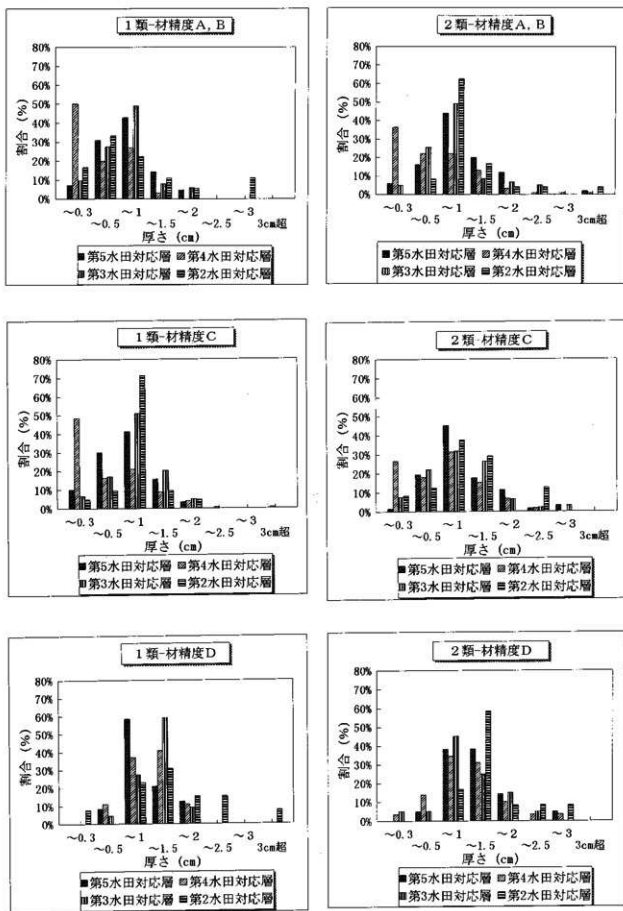 1類-材精度A, B
割合 (%)
80%
70%
60%
50%
40%
30%
20%
10%
0%
～0.3 ～1 ～2 ～3
～0.5 ～1.5 ～2.5 3cm超
厚さ (cm)
■第5水田対応層 ▨第4水田対応層
▥第3水田対応層 ▤第2水田対応層
2類-材精度A, B
割合 (%)
80%
70%
60%
50%
40%
30%
20%
10%
0%
～0.3 ～1 ～2 ～3
～0.5 ～1.5 ～2.5 3cm超
厚さ (cm)
■第5水田対応層 ▨第4水田対応層
▥第3水田対応層 ▤第2水田対応層
1類-材精度C
割合 (%)
80%
70%
60%
50%
40%
30%
20%
10%
0%
～0.3 ～1 ～2 ～3
～0.5 ～1.5 ～2.5 3cm超
厚さ (cm)
■第5水田対応層 ▨第4水田対応層
▥第3水田対応層 ▤第2水田対応層
2類-材精度C
割合 (%)
80%
70%
60%
50%
40%
30%
20%
10%
0%
～0.3 ～1 ～2 ～3
～0.5 ～1.5 ～2.5 3cm超
厚さ (cm)
■第5水田対応層 ▨第4水田対応層
▥第3水田対応層 ▤第2水田対応層
1類-材精度D
割合 (%)
80%
70%
60%
50%
40%
30%
20%
10%
0%
～0.3 ～1 ～2 ～3
～0.5 ～1.5 ～2.5 3cm超
厚さ (cm)
■第5水田対応層 ▨第4水田対応層
▥第3水田対応層 ▤第2水田対応層
2類-材精度D
割合 (%)
80%
70%
60%
50%
40%
30%
20%
10%
0%
～0.3 ～1 ～2 ～3
～0.5 ～1.5 ～2.5 3cm超
厚さ (cm)
■第5水田対応層 ▨第4水田対応層
▥第3水田対応層 ▤第2水田対応層